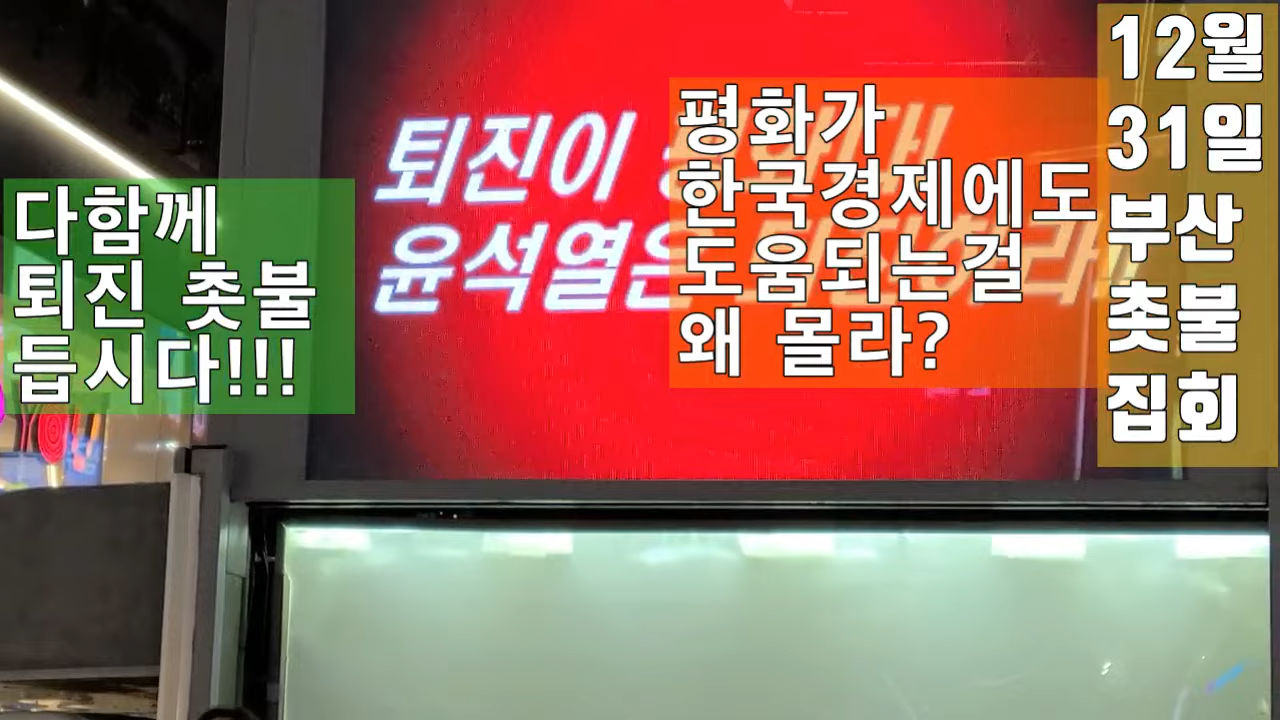 다함께
퇴진 촛불
듭시다!!!
퇴진이
윤석열은
평화가
한국경제에도
도움되는걸
왜 몰라?
12월
31일
부산
촛불
집회